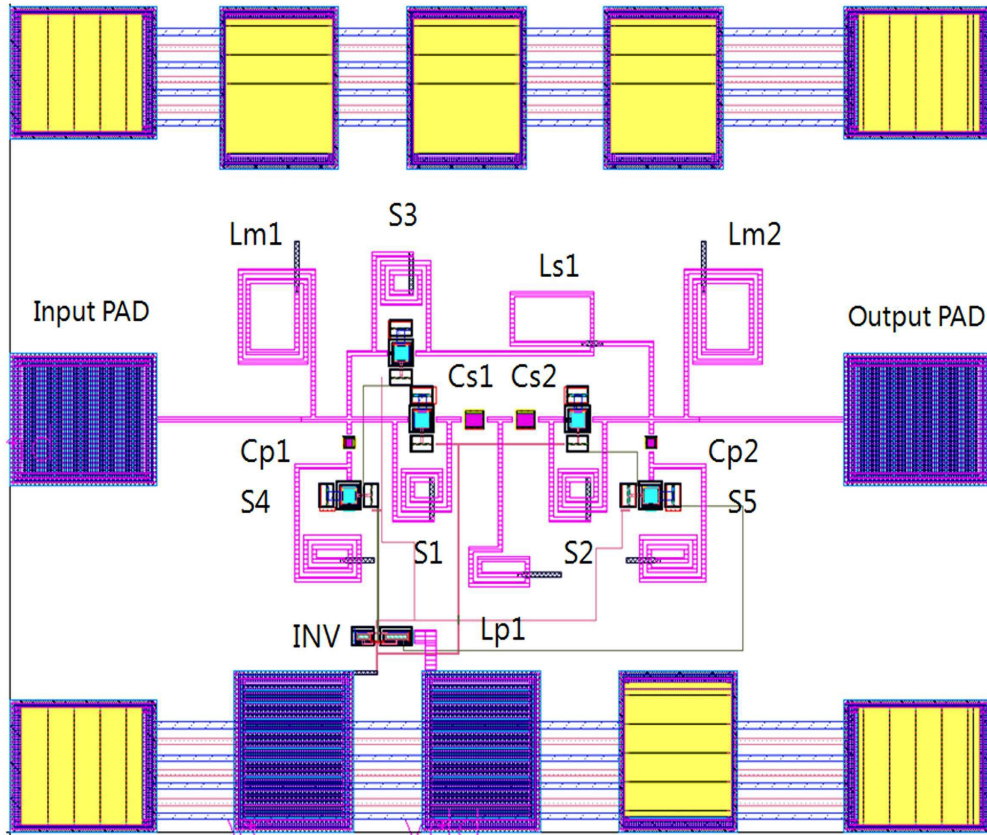 S3
Lm1
Lm2
Ls1
Input PAD
Output PAD
Cs1
Cs2
Cp1
Cp2
S4
S5
S1
S2
INV
Lp1